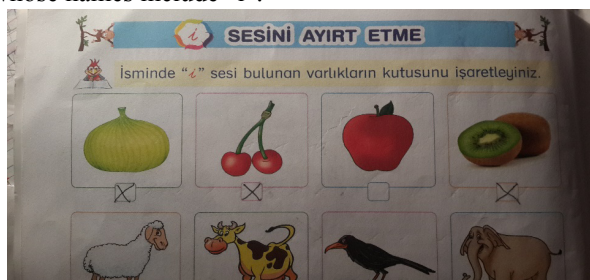 i SESİNİ AYIRT ETME
İsminde “i” sesi bulunan varlıkların kutusunu işaretleyiniz.